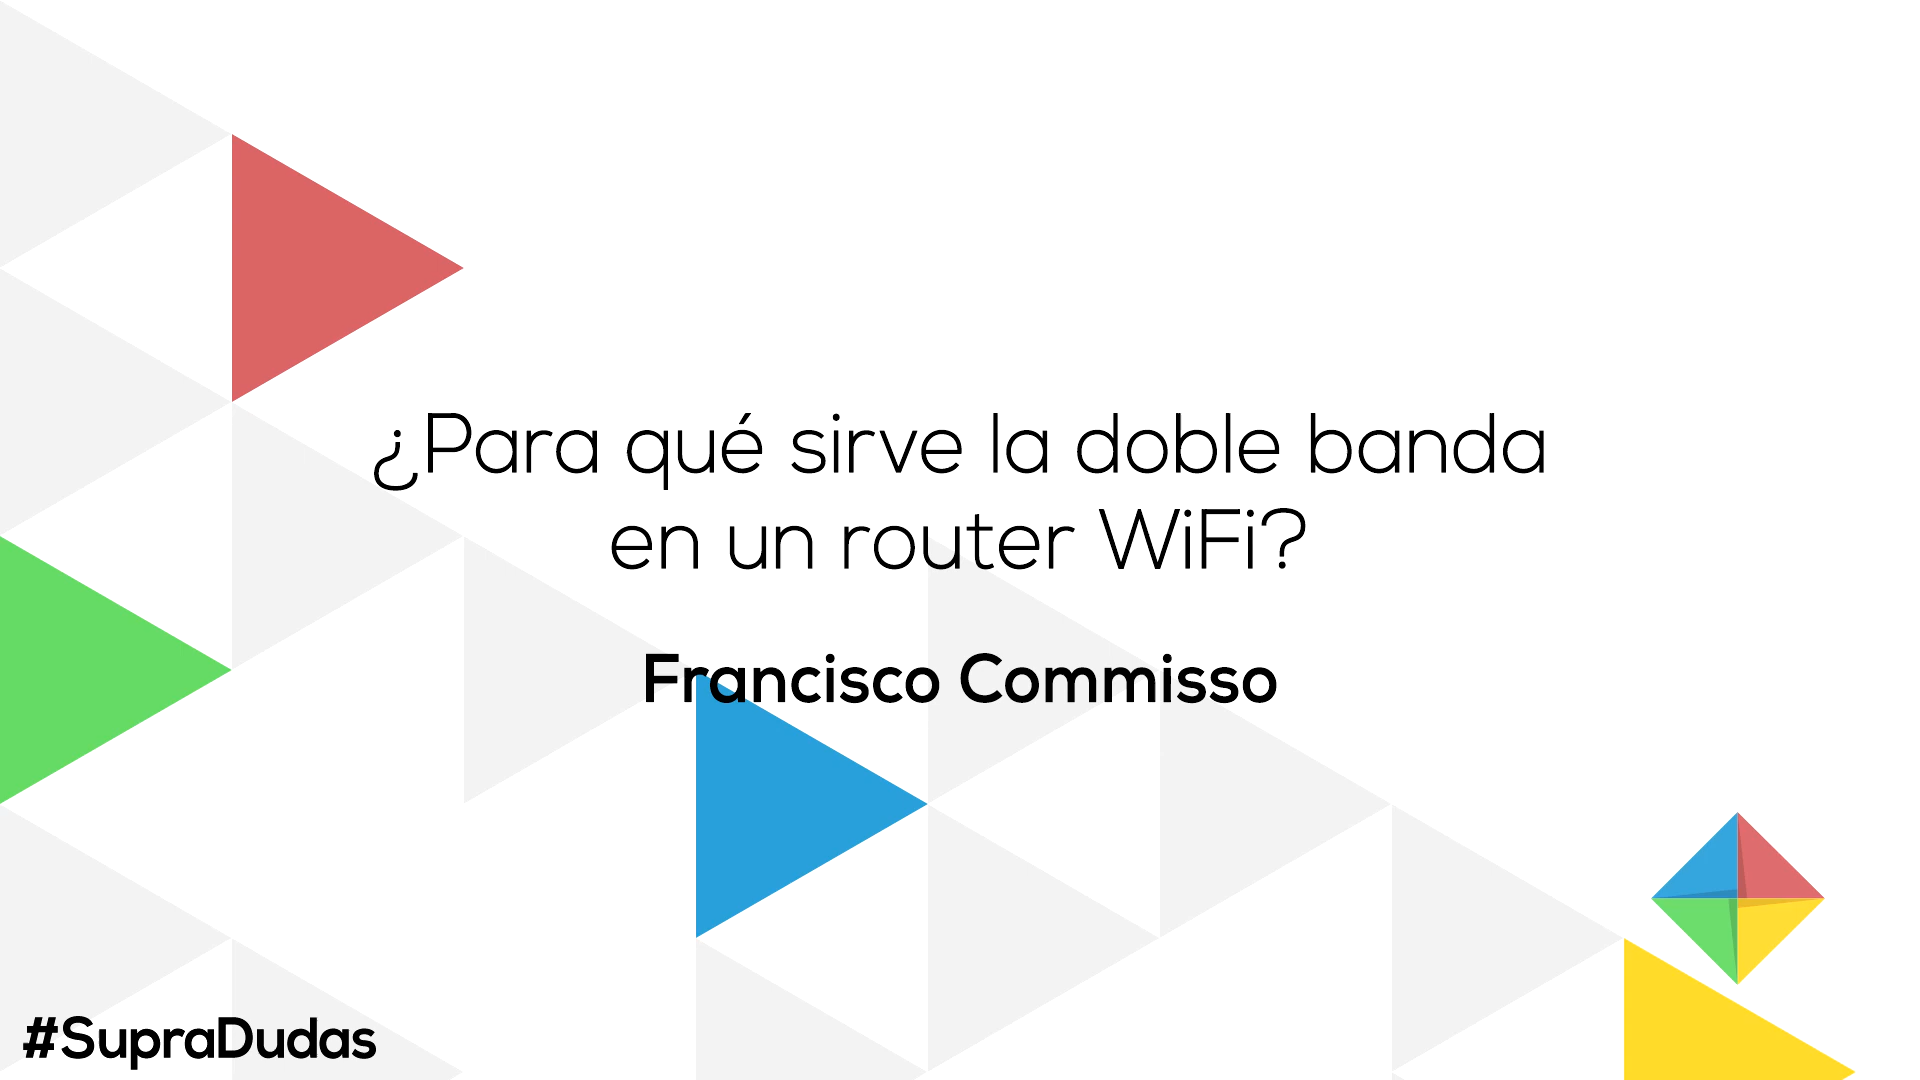 ¿Para qué sirve la doble banda
en un router WiFi?
Francisco Commisso
#SupraDudas